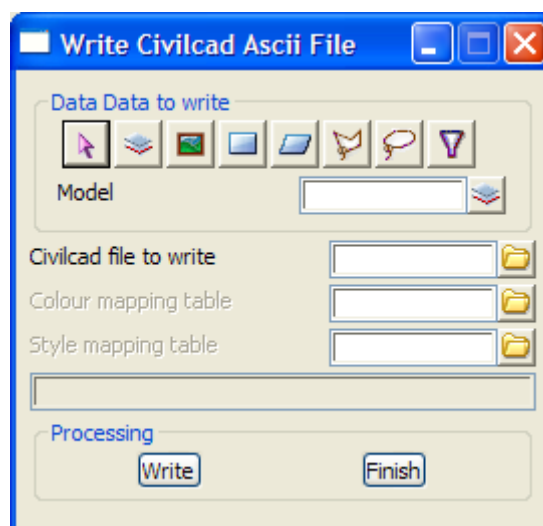 Write Civilcad Ascii File
Data Data to write
Model
Civilcad file to write
Colour mapping table
Style mapping table
Processing
Write Finish